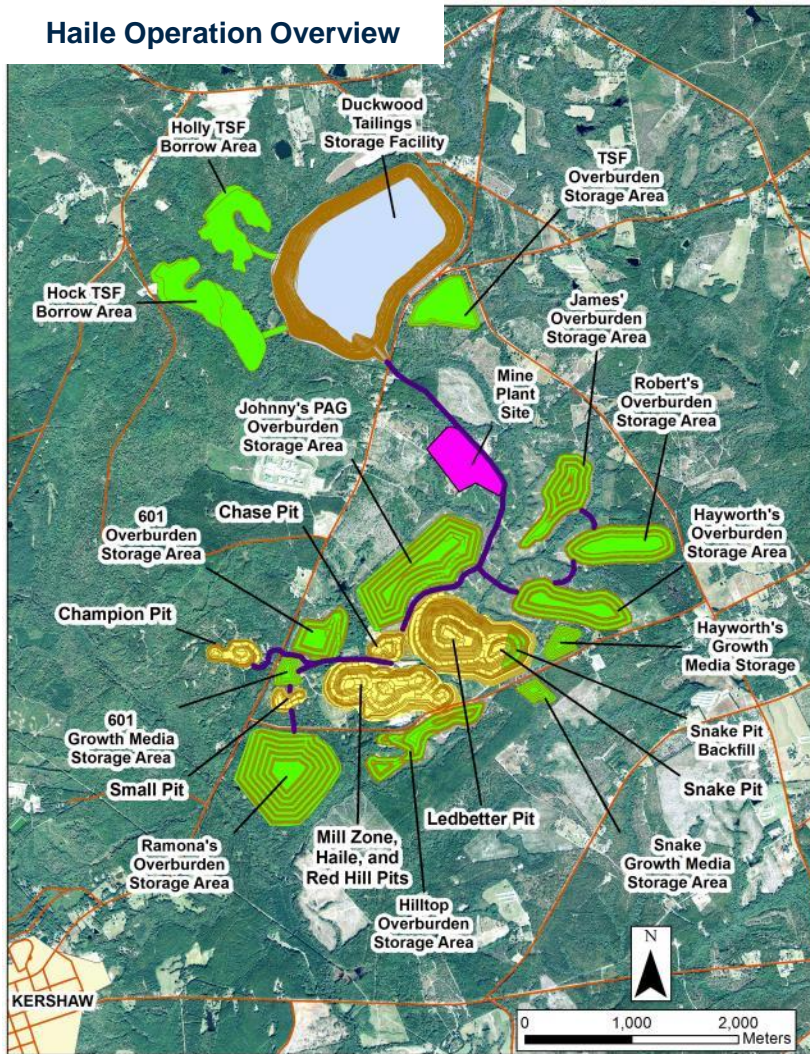 Haile Operation Overview
Holly TSF
Borrow Area
Duckwood
Tailings
Storage Facility
TSF
Overburden
Storage Area
Hock TSF
Borrow Area
James'
Overburden
Storage Area
Mine
Plant
Site
Robert's
Overburden
Storage Area
Johnny's PAG
Overburden
Storage Area
601
Overburden
Storage Area
Chase Pit
Hayworth's
Overburden
Storage Area
Champion Pit
Hayworth's
Growth
Media Storage
601
Growth Media
Storage Area
Snake Pit
Backfill
Small Pit
Snake Pit
Ledbetter Pit
Ramona's
Overburden
Storage Area
Mill Zone,
Haile, and
Red Hill Pits
Snake
Growth Media
Storage Area
Hilltop
Overburden
Storage Area
N
KERSHAW
0 1,000 2,000
Meters